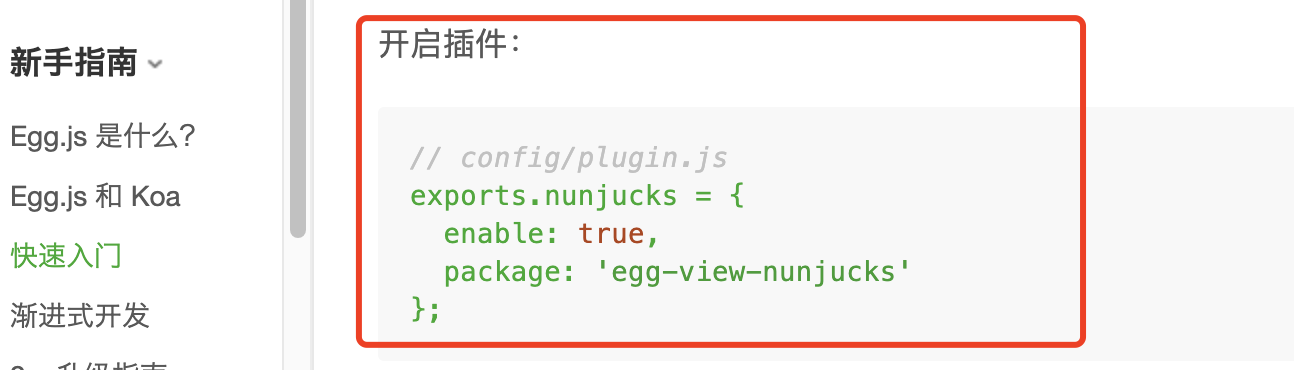 新手指南
Egg.js 是什么?
Egg.js 和 Koa
快速入门
渐进式开发
开启插件：
// config/plugin.js
exports.nunjucks = {
  enable: true,
  package: 'egg-view-nunjucks'
};